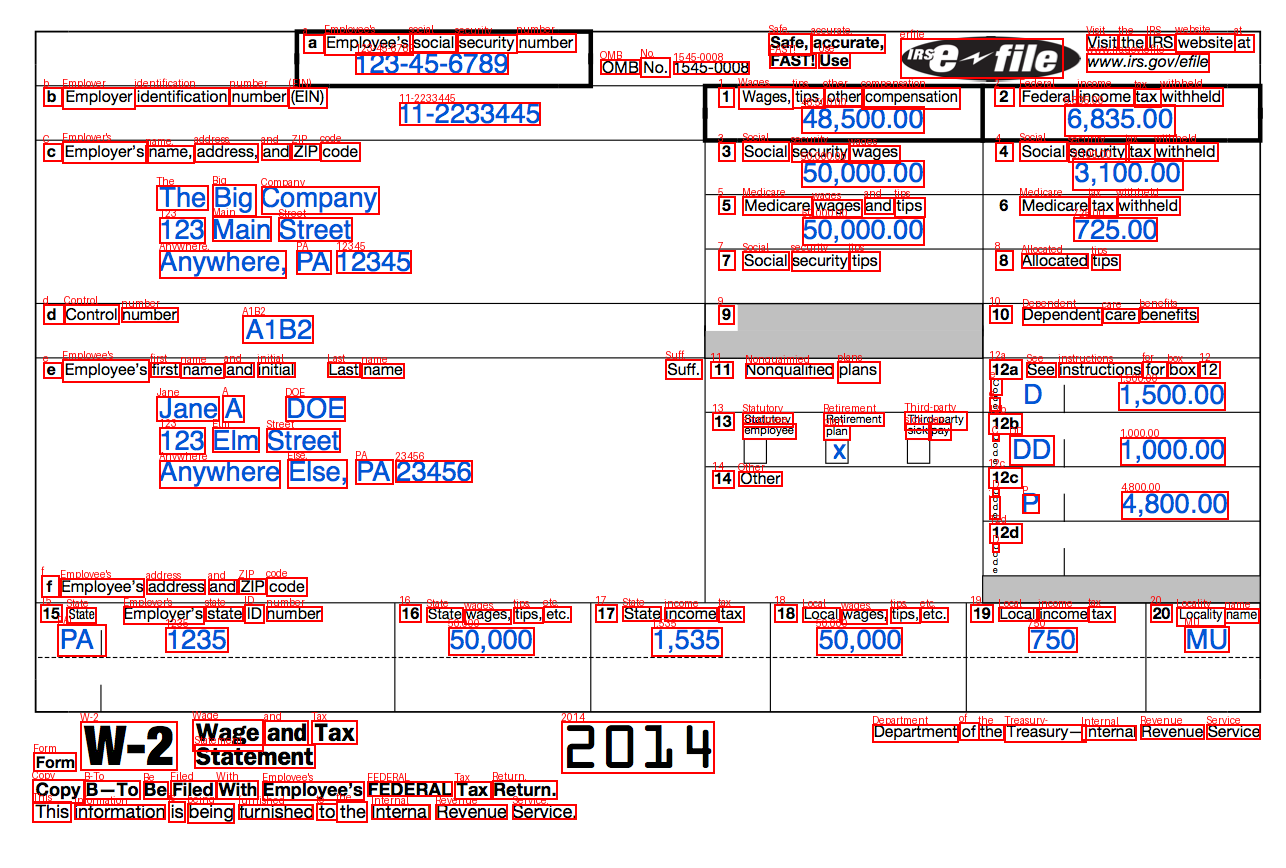 a Employee's social security number
123-45-6789
OMB No. 1545-0008
Safe, accurate,
FAST! Use
IRS e-file
Visit the IRS website at
www.irs.gov/efile
b Employer identification number (EIN)
11-2233445
1 Wages, tips, other compensation
48,500.00
2 Federal income tax withheld
6,835.00
c Employer's name, address, and ZIP code
The Big Company
123 Main Street
Anywhere, PA 12345
3 Social security wages
50,000.00
4 Social security tax withheld
3,100.00
5 Medicare wages and tips
50,000.00
6 Medicare tax withheld
725.00
7 Social security tips
8 Allocated tips
d Control number
A1B2
9
10 Dependent care benefits
e Employee's first name and initial Last name Suff.
Jane A DOE
123 Elm Street
Anywhere Else, PA 23456
11 Nonqualified plans
12a See instructions for box 12
Code D 1,500.00
13 Statutory employee Retirement plan Third-party sick pay
x
12b
Code DD 1,000.00
14 Other
12c
Code P 4,800.00
12d
Code
f Employee's address and ZIP code
15 State Employer's state ID number
PA 1235
16 State wages, tips, etc.
50,000
17 State income tax
1,535
18 Local wages, tips, etc.
50,000
19 Local income tax
750
20 Locality name
MU
Form W-2 Wage and Tax
Statement
2014
Department of the Treasury—Internal Revenue Service
Copy B—To Be Filed With Employee's FEDERAL Tax Return.
This information is being furnished to the Internal Revenue Service.